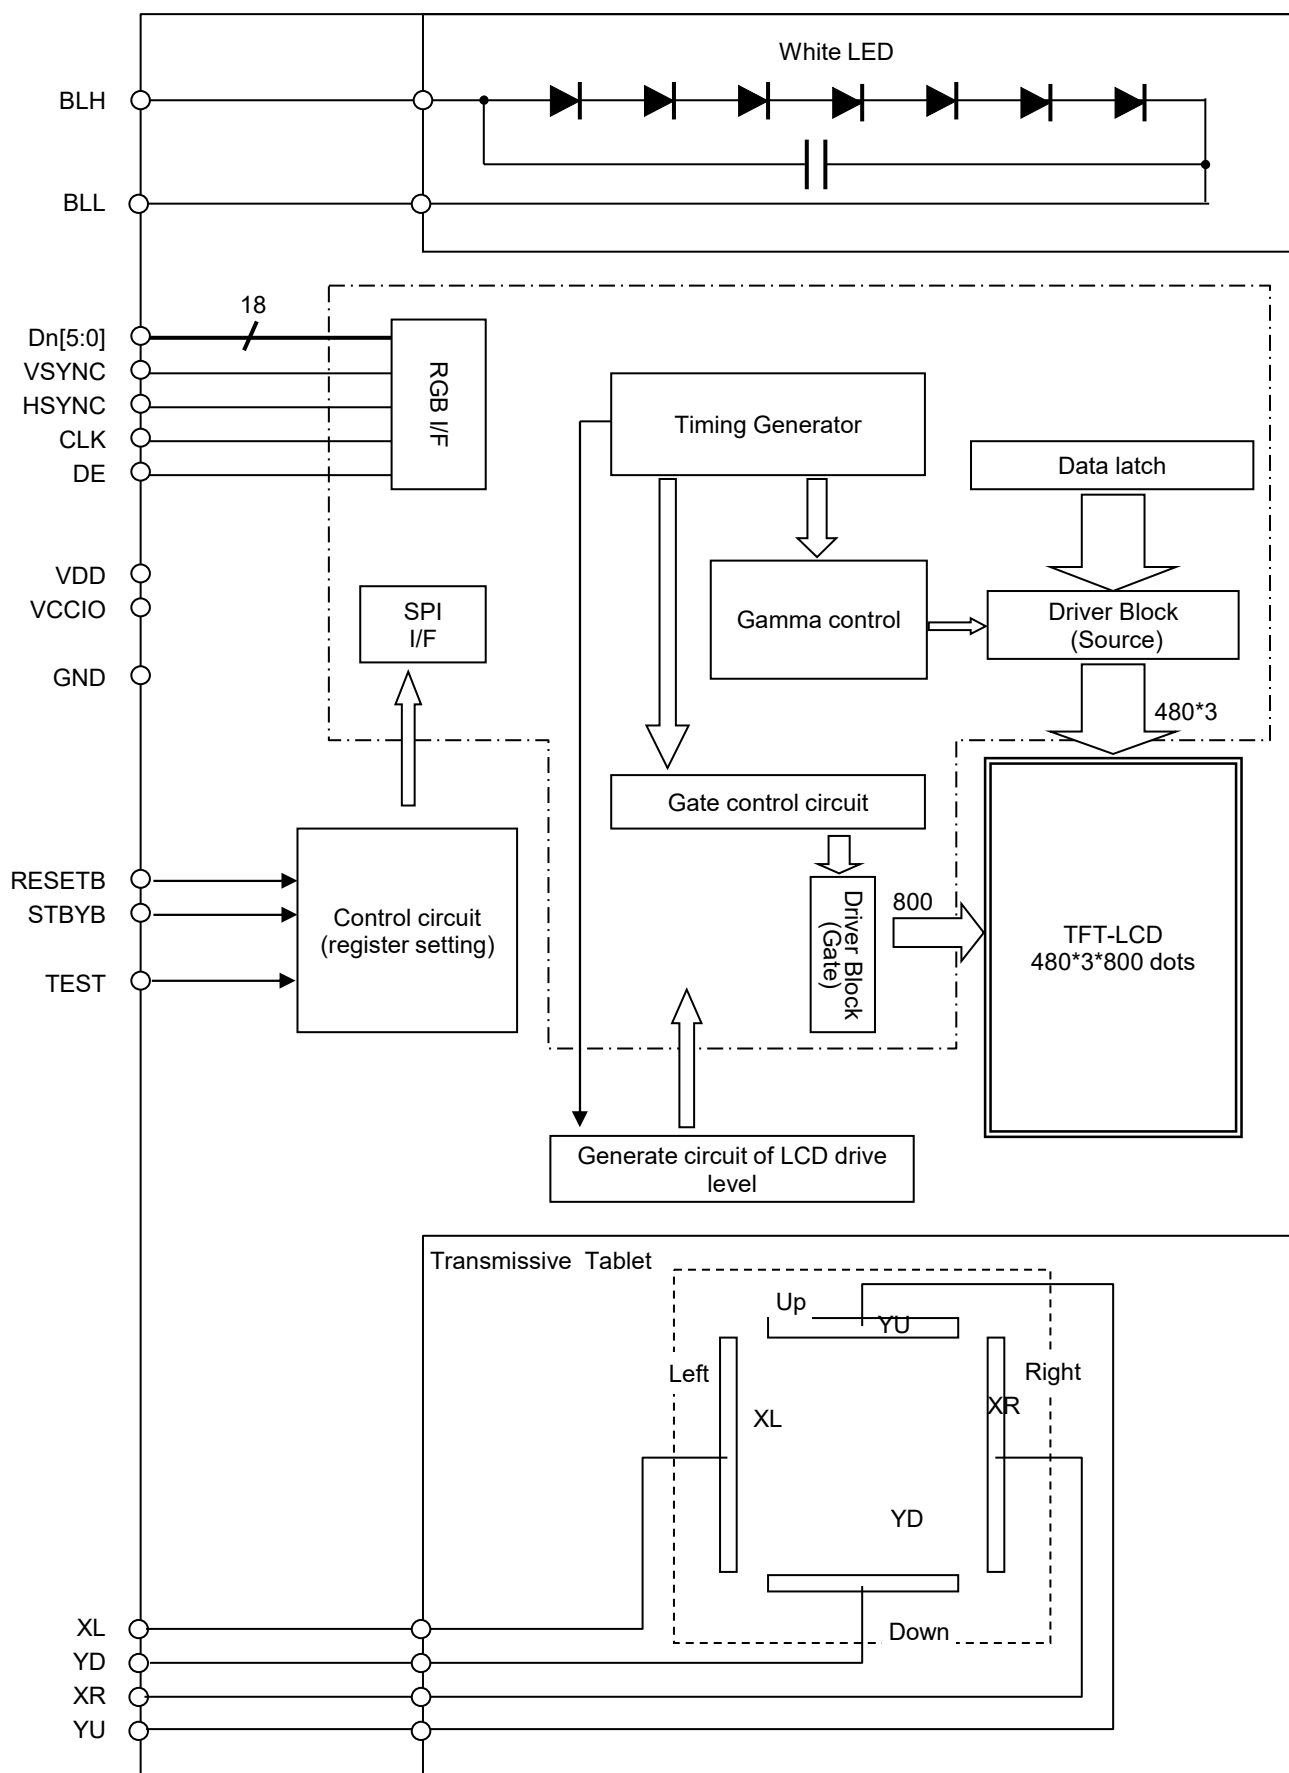 White LED
BLH
BLL
18
Dn[5:0]
VSYNC
HSYNC
CLK
DE
RGB I/F
Timing Generator
Data latch
VDD
VCCIO
GND
SPI
I/F
Gamma control
Driver Block
(Source)
480*3
Gate control circuit
RESETB
STBYB
TEST
Control circuit
(register setting)
Driver Block
(Gate)
800
TFT-LCD
480*3*800 dots
Generate circuit of LCD drive
level
Transmissive Tablet
Up
YU
Left
Right
XL
XR
YD
Down
XL
YD
XR
YU